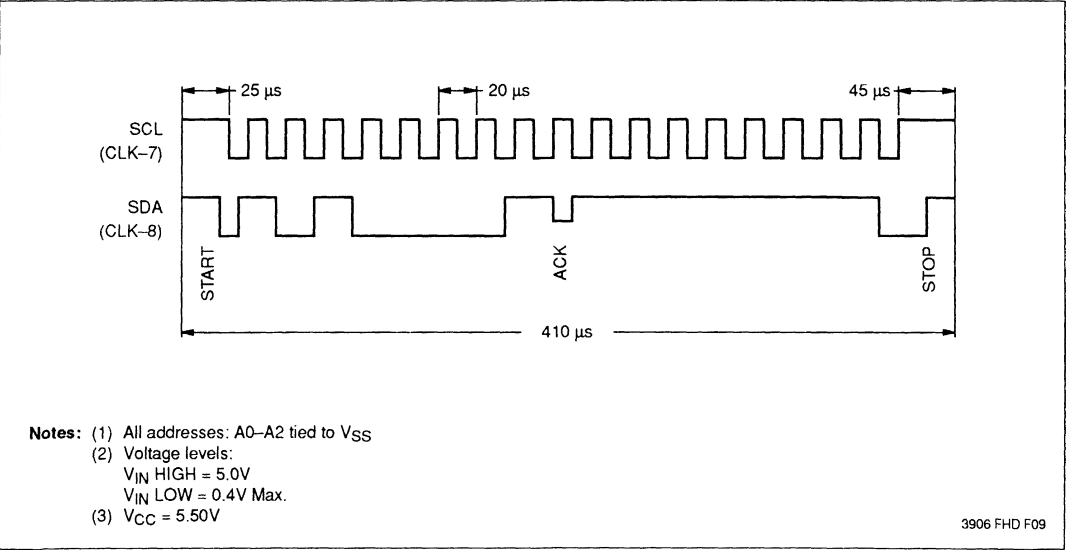 25 μs
20 μs
45 μs
SCL
(CLK–7)
SDA
(CLK–8)
START
ACK
STOP
410 μs
Notes: (1) All addresses: A0–A2 tied to VSS
(2) Voltage levels:
VIN HIGH = 5.0V
VIN LOW = 0.4V Max.
(3) VCC = 5.50V
3906 FHD F09